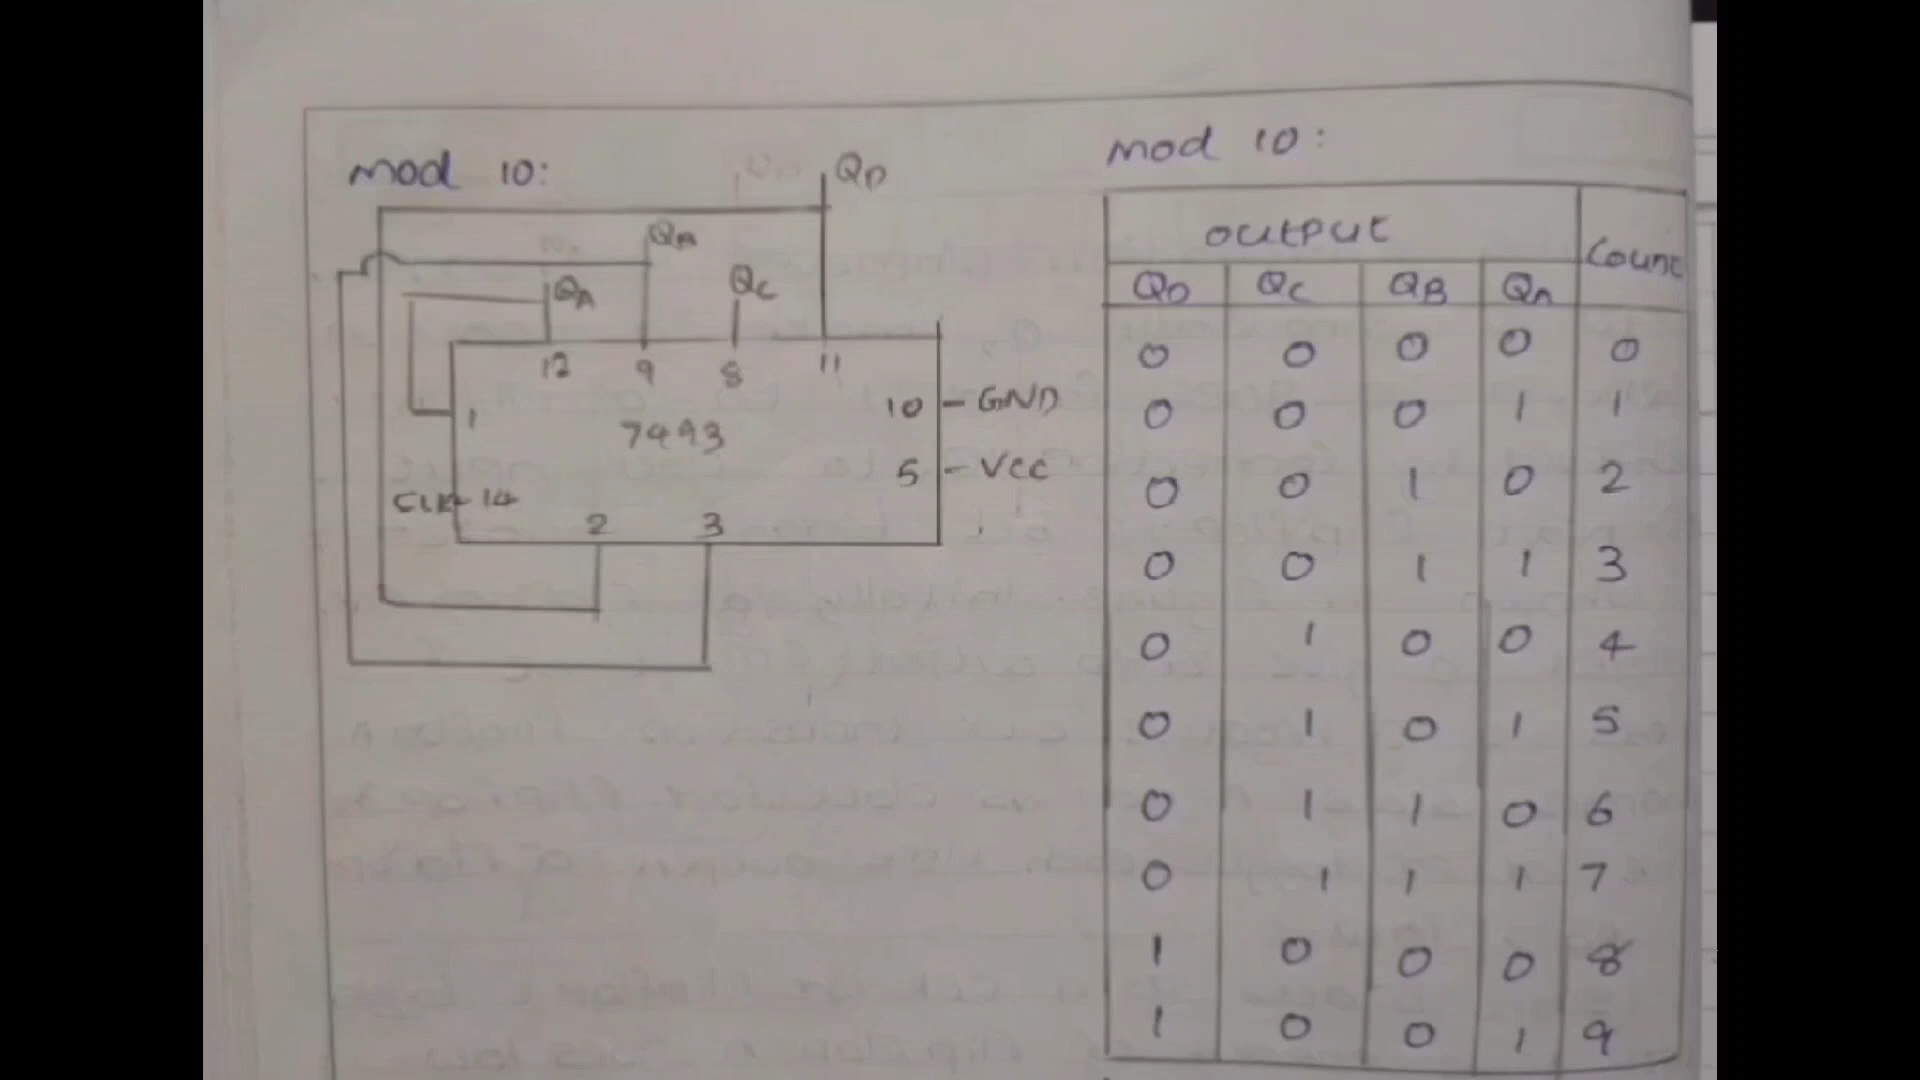 Mod 10:
QD
QB
QA
QC
12 9 8 11
1
7493
10 - GND
5 - VCC
CLK 14
2 3
Mod 10:
Output Count
QD QC QB QA
0 0 0 0 0
0 0 0 1 1
0 0 1 0 2
0 0 1 1 3
0 1 0 0 4
0 1 0 1 5
0 1 1 0 6
0 1 1 1 7
1 0 0 0 8
1 0 0 1 9